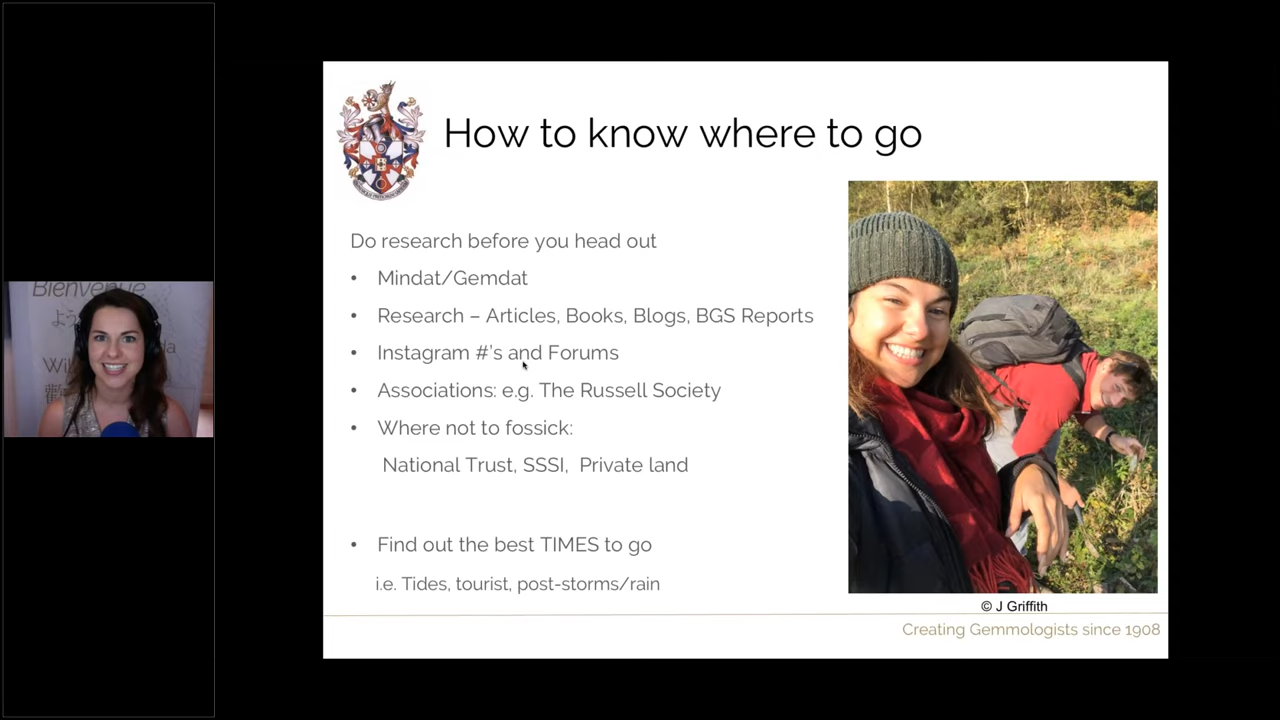 How to know where to go
Do research before you head out
• Mindat/Gemdat
• Research – Articles, Books, Blogs, BGS Reports
• Instagram #'s and Forums
• Associations: e.g. The Russell Society
• Where not to fossick:
National Trust, SSSI, Private land
• Find out the best TIMES to go
i.e. Tides, tourist, post-storms/rain
© J Griffith
Creating Gemmologists since 1908
Bienvenue